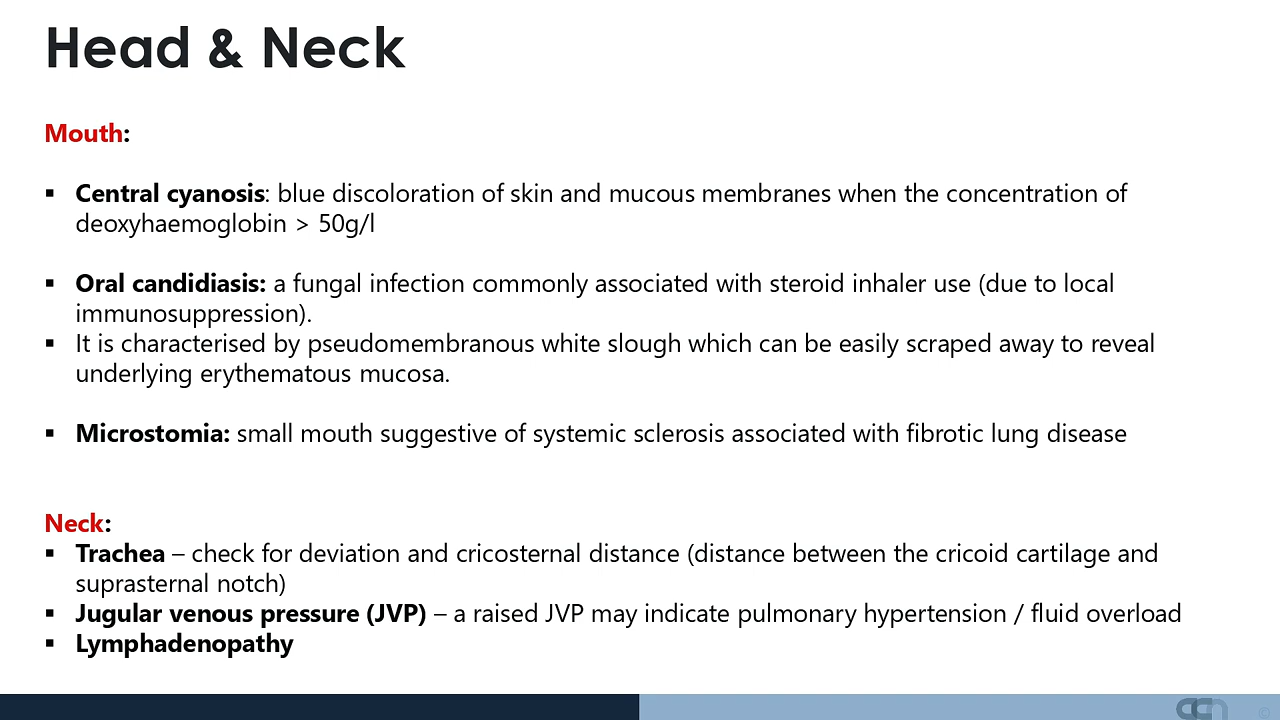 Head & Neck
Mouth:
▪ Central cyanosis: blue discoloration of skin and mucous membranes when the concentration of
deoxyhaemoglobin > 50g/l
▪ Oral candidiasis: a fungal infection commonly associated with steroid inhaler use (due to local
immunosuppression).
▪ It is characterised by pseudomembranous white slough which can be easily scraped away to reveal
underlying erythematous mucosa.
▪ Microstomia: small mouth suggestive of systemic sclerosis associated with fibrotic lung disease
Neck:
▪ Trachea – check for deviation and cricosternal distance (distance between the cricoid cartilage and
suprasternal notch)
▪ Jugular venous pressure (JVP) – a raised JVP may indicate pulmonary hypertension / fluid overload
▪ Lymphadenopathy